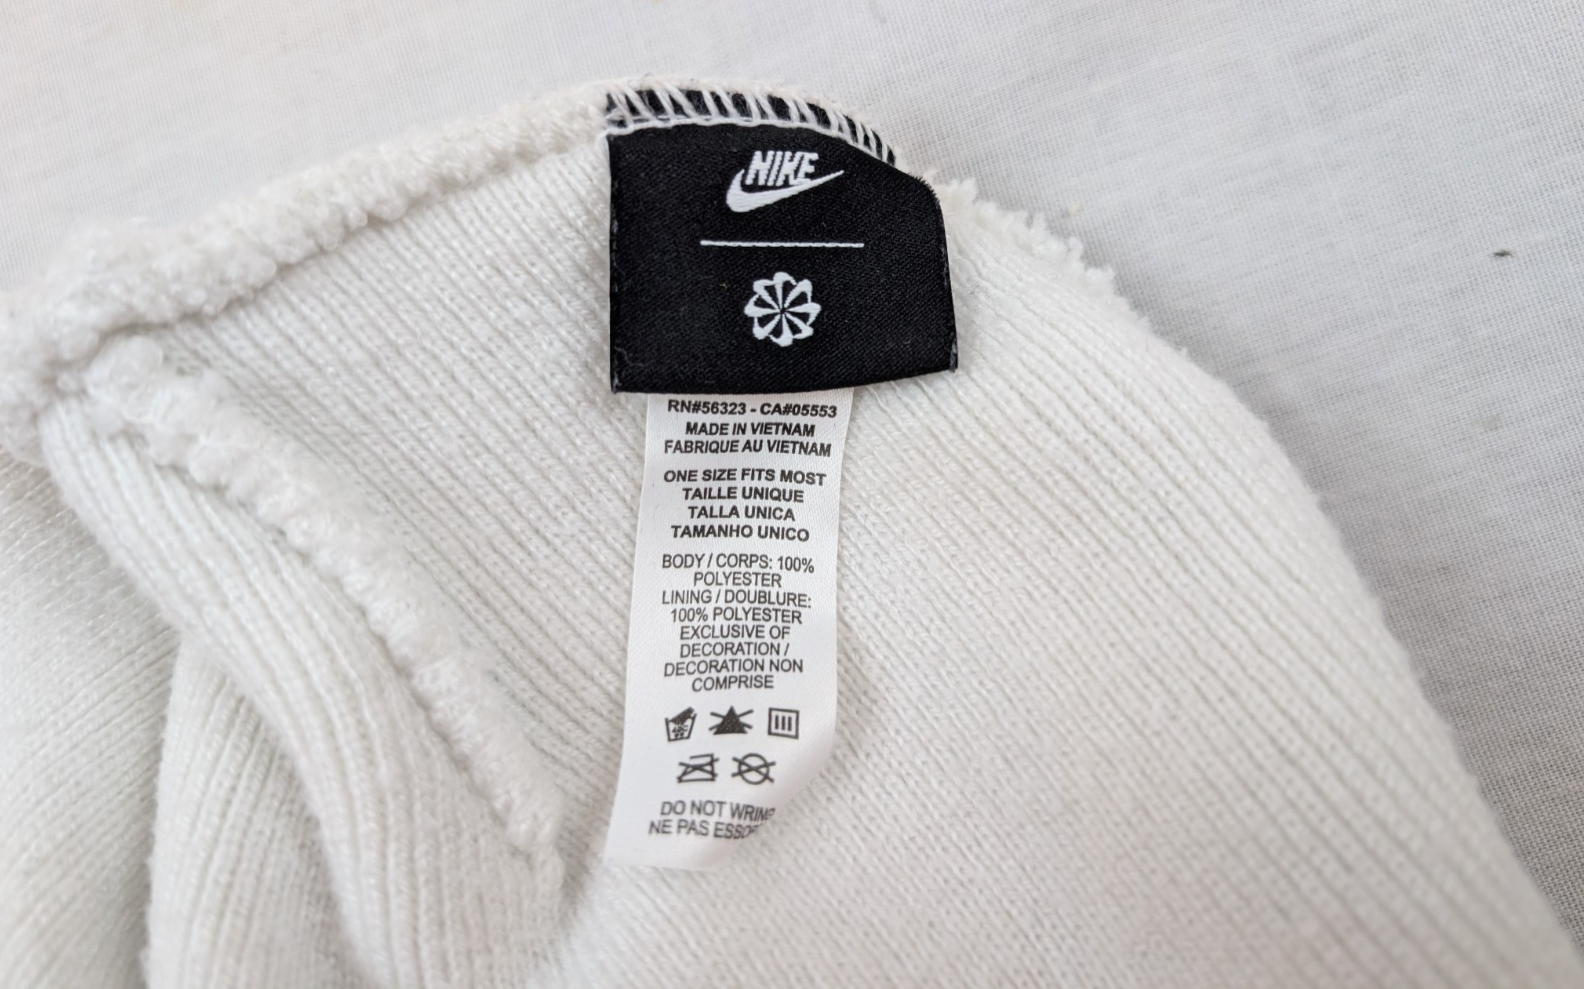 NIKE
RN#56323 - CA#05553
MADE IN VIETNAM
FABRIQUE AU VIETNAM
ONE SIZE FITS MOST
TAILLE UNIQUE
TALLA UNICA
TAMANHO UNICO
BODY / CORPS: 100%
POLYESTER
LINING / DOUBLURE:
100% POLYESTER
EXCLUSIVE OF
DECORATION /
DECORATION NON
COMPRISE
DO NOT WRING
NE PAS